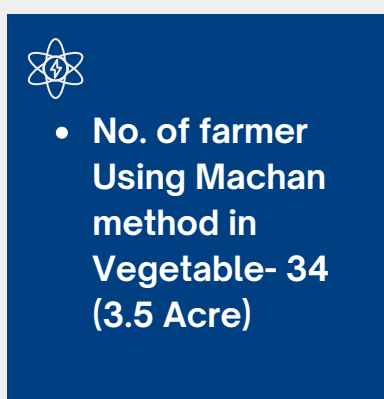 • No. of farmer
Using Machan
method in
Vegetable- 34
(3.5 Acre)